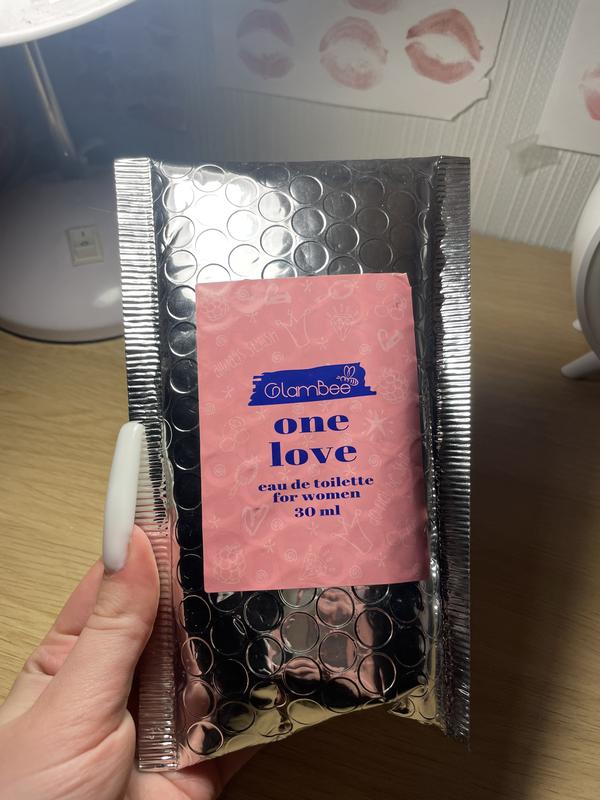 GLamBee
one
love
eau de toilette
for women
30 ml